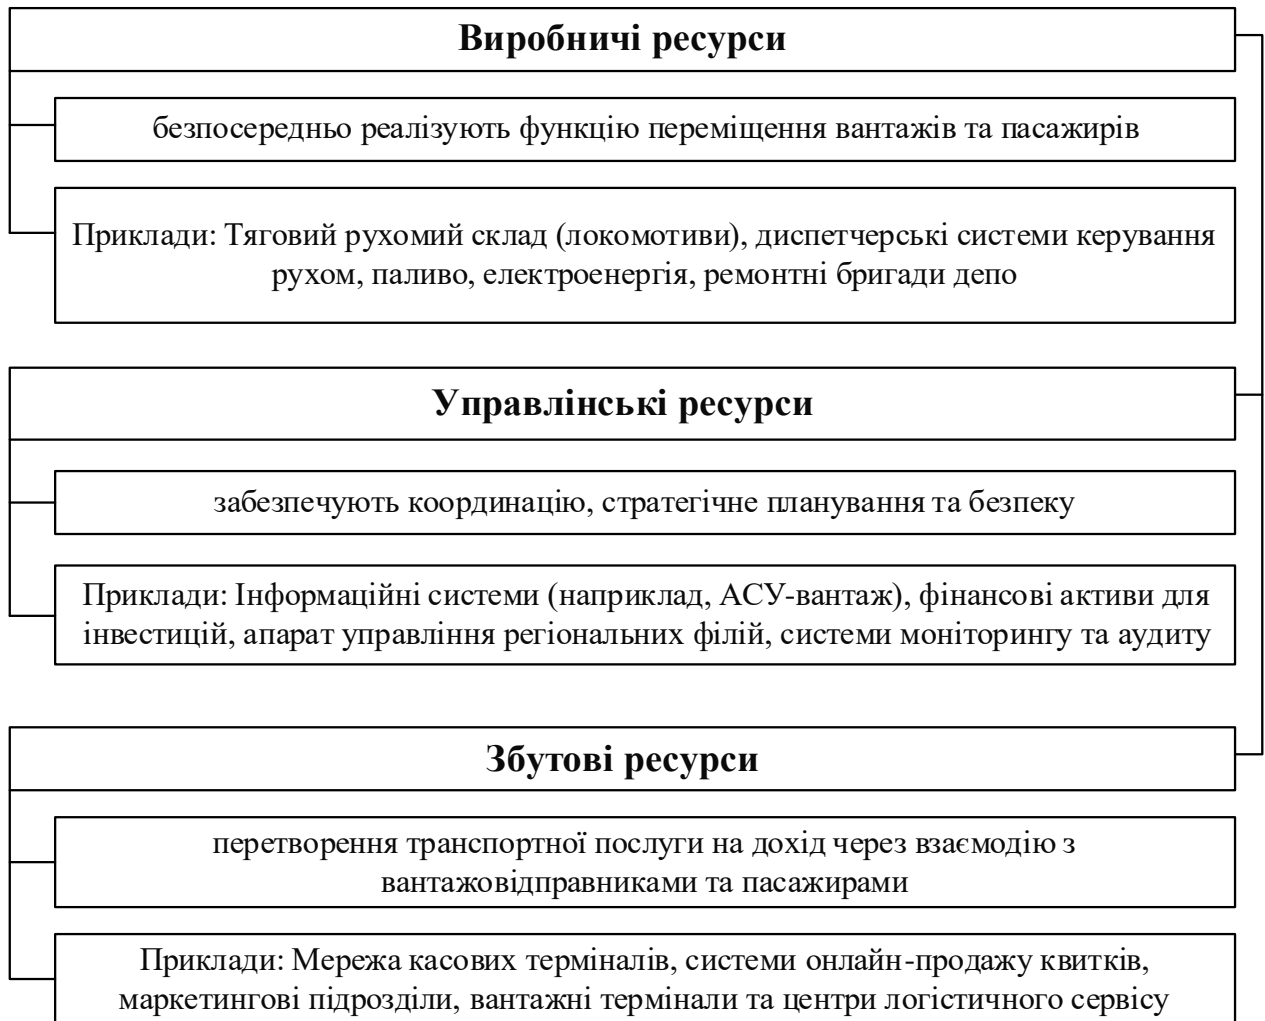 Виробничі ресурси
безпосередньо реалізують функцію переміщення вантажів та пасажирів
Приклади: Тяговий рухомий склад (локомотиви), диспетчерські системи керування
рухом, паливо, електроенергія, ремонтні бригади депо
Управлінські ресурси
забезпечують координацію, стратегічне планування та безпеку
Приклади: Інформаційні системи (наприклад, АСУ-вантаж), фінансові активи для
інвестицій, апарат управління регіональних філій, системи моніторингу та аудиту
Збутові ресурси
перетворення транспортної послуги на дохід через взаємодію з
вантажовідправниками та пасажирами
Приклади: Мережа касових терміналів, системи онлайн-продажу квитків,
маркетингові підрозділи, вантажні термінали та центри логістичного сервісу